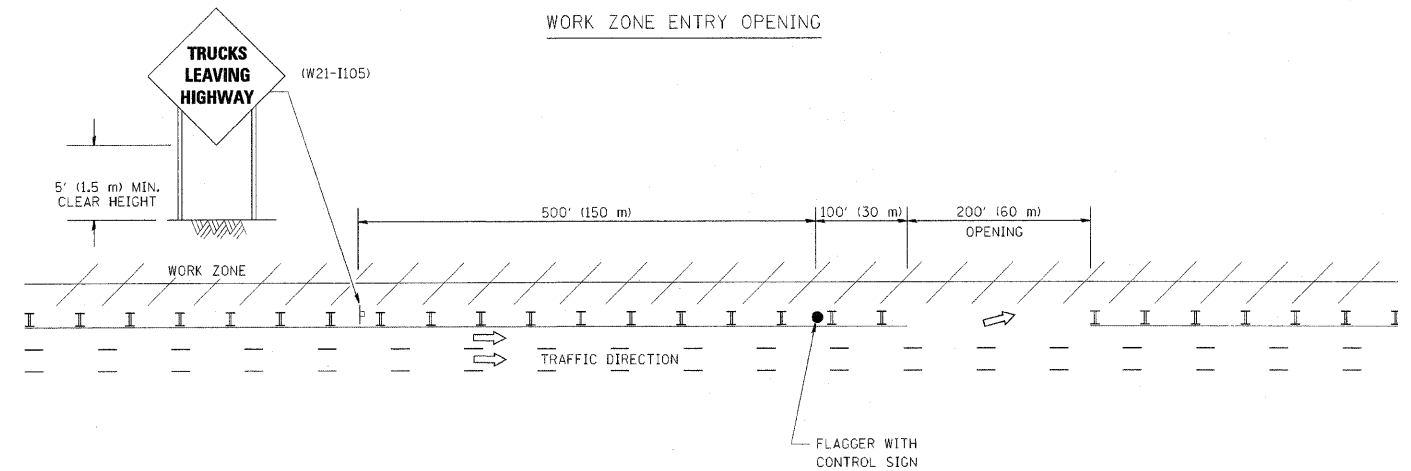 WORK ZONE ENTRY OPENING
TRUCKS
LEAVING
HIGHWAY
(W21-I105)
5' (1.5 m) MIN.
CLEAR HEIGHT
500' (150 m)
100' (30 m)
200' (60 m)
OPENING
WORK ZONE
TRAFFIC DIRECTION
FLAGGER WITH
CONTROL SIGN